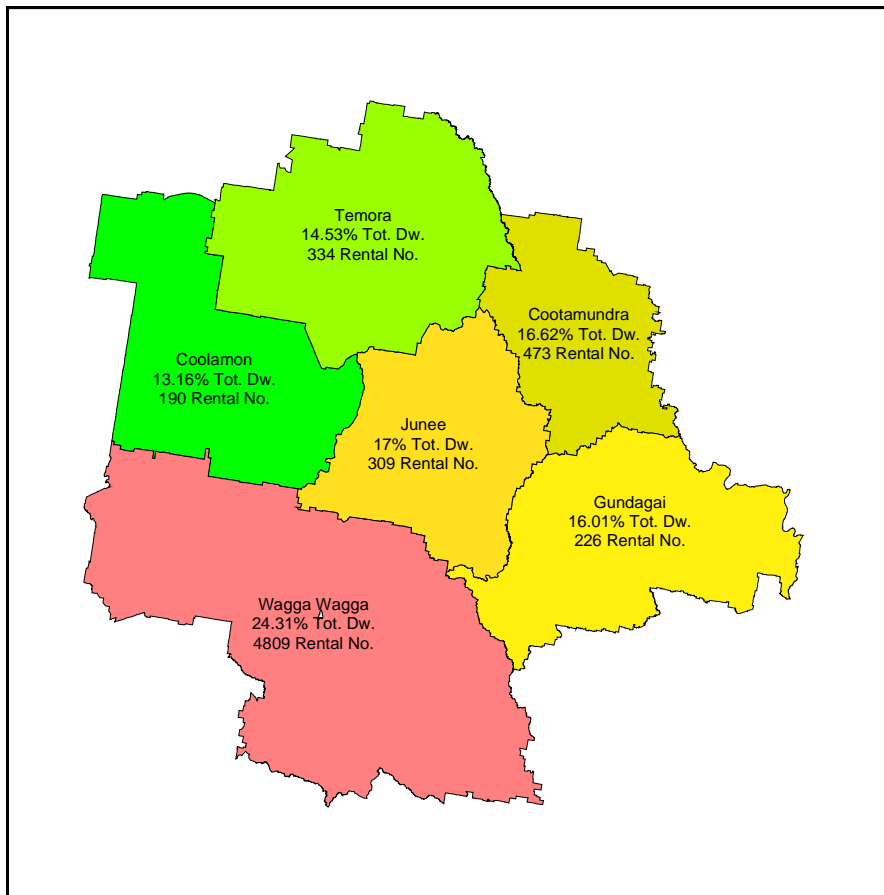 Temora
14.53% Tot. Dw.
334 Rental No.
Cootamundra
16.62% Tot. Dw.
473 Rental No.
Coolamon
13.16% Tot. Dw.
190 Rental No.
Junee
17% Tot. Dw.
309 Rental No.
Gundagai
16.01% Tot. Dw.
226 Rental No.
Wagga Wagga
24.31% Tot. Dw.
4809 Rental No.